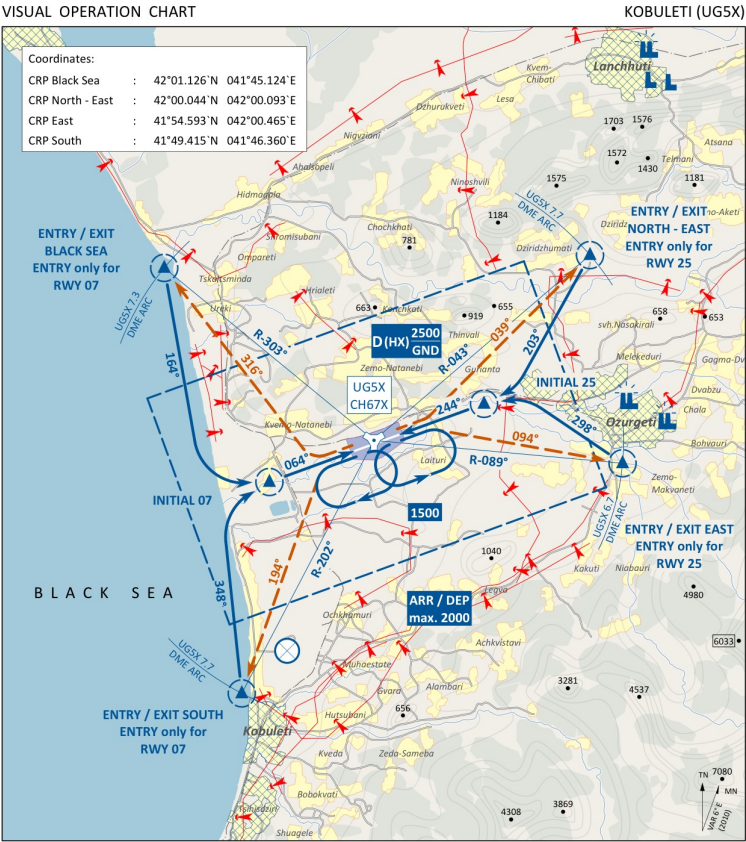 VISUAL OPERATION CHART
KOBULETI (UG5X)
Coordinates:
CRP Black Sea : 42°01.126`N 041°45.124`E
CRP North - East : 42°00.044`N 042°00.093`E
CRP East : 41°54.593`N 042°00.465`E
CRP South : 41°49.415`N 041°46.360`E
Lanchhuti
Kvem-
Chibati
Lesa
Dzhurukveti
Nigvziani
1703
1576
1572
1430
Telmani
Atsana
Ahalsopeli
Ninoshvili
1575
1181
Hidmagala
UG5X 7.7
DME ARC
ENTRY / EXIT
NORTH - EAST
ENTRY only for
RWY 25
1184
Chochkhati
781
Dziridzhumati
ENTRY / EXIT
BLACK SEA
ENTRY only for
RWY 07
Shromisubani
Ompareti
Tskaltsminda
Hrialeti
Ureki
UG5X 7.3
DME ARC
663
655
919
658
653
svh.Nasakirali
D (HX) 2500
GND
Thinvali
039°
203°
R-303°
R-043°
164°
316°
Zemo-Natanebi
Gurianta
Melekeduri
Gagma-Dv
UG5X
CH67X
INITIAL 25
Dvabzu
Chala
244°
Ozurgeti
298°
Kvemo-Natanebi
094°
Bohvauri
064°
Laituri
R-089°
Zemo-
Makvaneti
INITIAL 07
1500
UG5X 6.7
DME ARC
ENTRY / EXIT EAST
ENTRY only for
RWY 25
1040
R-202°
194°
Kakuti
Niabauri
4980
BLACK SEA
348°
Legva
ARR / DEP
max. 2000
Ochkhamuri
6033
UG5X 7.7
DME ARC
Achkvistavi
Muhaestate
3281
4537
Gvara
Alambari
ENTRY / EXIT SOUTH
ENTRY only for
RWY 07
656
Hutsubani
Kobuleti
Kveda
Zeda-Sameba
7080
TN
MN
VAR 6° E
(2010)
Bobokvati
Tsihisdziri
4308
3869
Shuagele